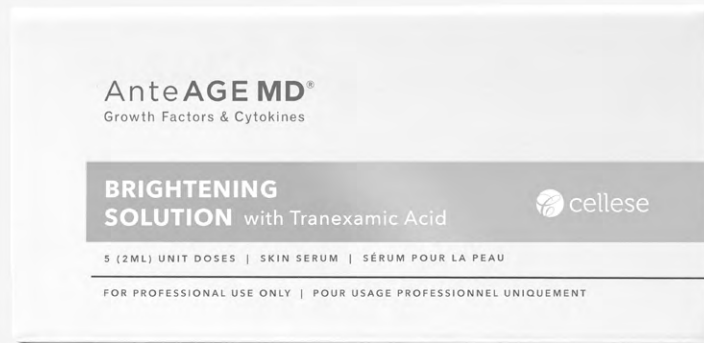 AnteAGE MD®
Growth Factors & Cytokines
BRIGHTENING
SOLUTION with Tranexamic Acid
cellese
5 (2ML) UNIT DOSES | SKIN SERUM | SÉRUM POUR LA PEAU
FOR PROFESSIONAL USE ONLY | POUR USAGE PROFESSIONNEL UNIQUEMENT